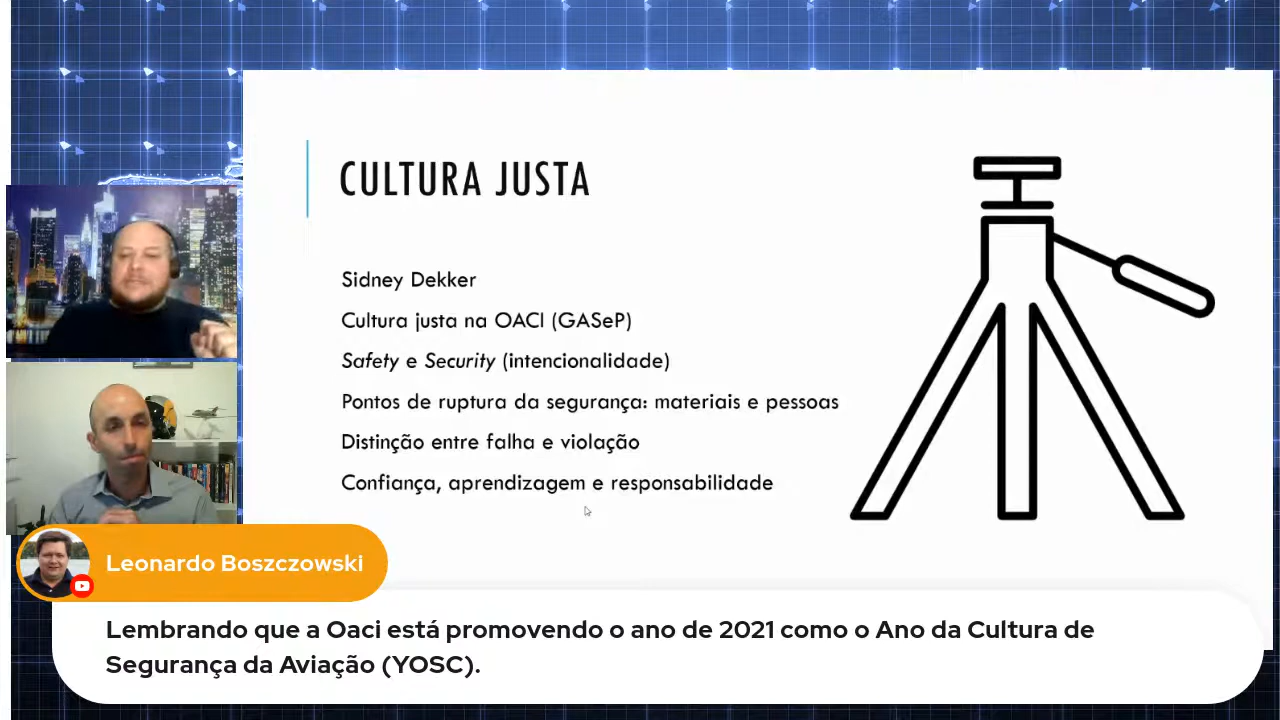 CULTURA JUSTA
Sidney Dekker
Cultura justa na OACI (GASeP)
Safety e Security (intencionalidade)
Pontos de ruptura da segurança: materiais e pessoas
Distinção entre falha e violação
Confiança, aprendizagem e responsabilidade
Leonardo Boszczowski
Lembrando que a Oaci está promovendo o ano de 2021 como o Ano da Cultura de
Segurança da Aviação (YOSC).